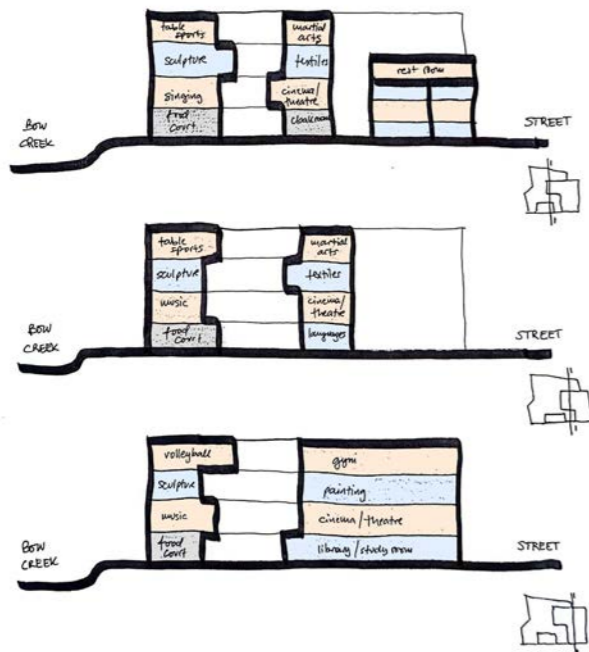 table
sports
martial
arts
sculpture
textiles
rest room
singing
cinema/
theatre
food
court
cloakroom
BOW
CREEK
STREET
table
sports
martial
arts
sculpture
textiles
music
cinema/
theatre
food
court
languages
BOW
CREEK
STREET
volleyball
gym
sculpture
painting
music
cinema/theatre
food
court
library/study room
BOW
CREEK
STREET